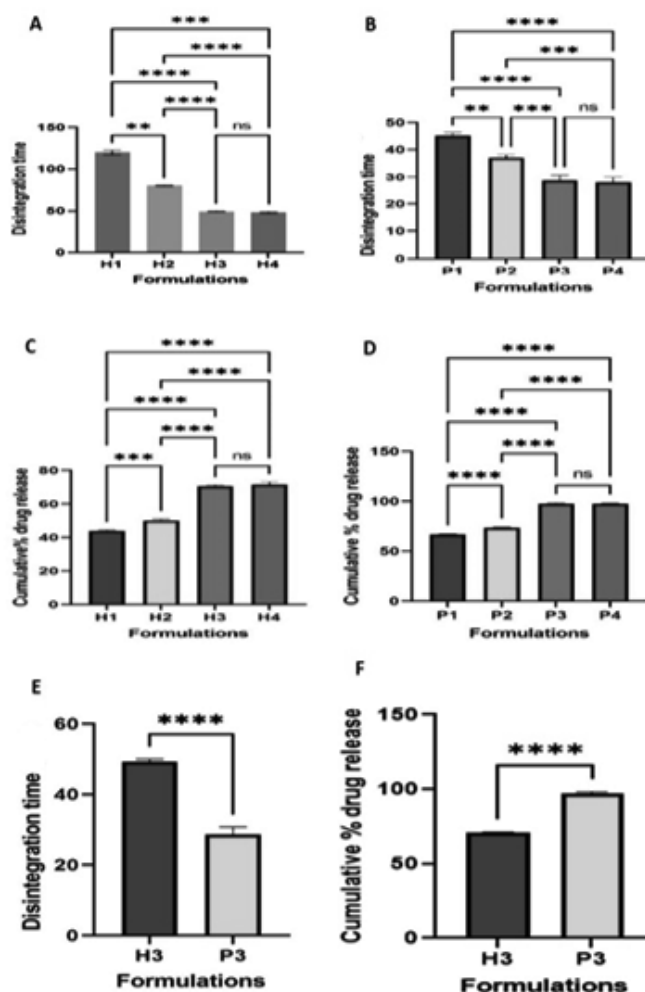 A
***
****
****
****
**
ns
150
100
50
0
Disintegration time
H1 H2 H3 H4
Formulations
B
****
***
****
**
***
ns
50
40
30
20
10
0
Disintegration time
P1 P2 P3 P4
Formulations
C
****
****
****
****
***
ns
80
60
40
20
0
Cumulative% drug release
H1 H2 H3 H4
Formulations
D
****
****
****
****
****
ns
150
100
50
0
Cumulative % drug release
P1 P2 P3 P4
Formulations
E
****
60
40
20
0
Disintegration time
H3 P3
Formulations
F
****
150
100
50
0
Cumulative % drug release
H3 P3
Formulations